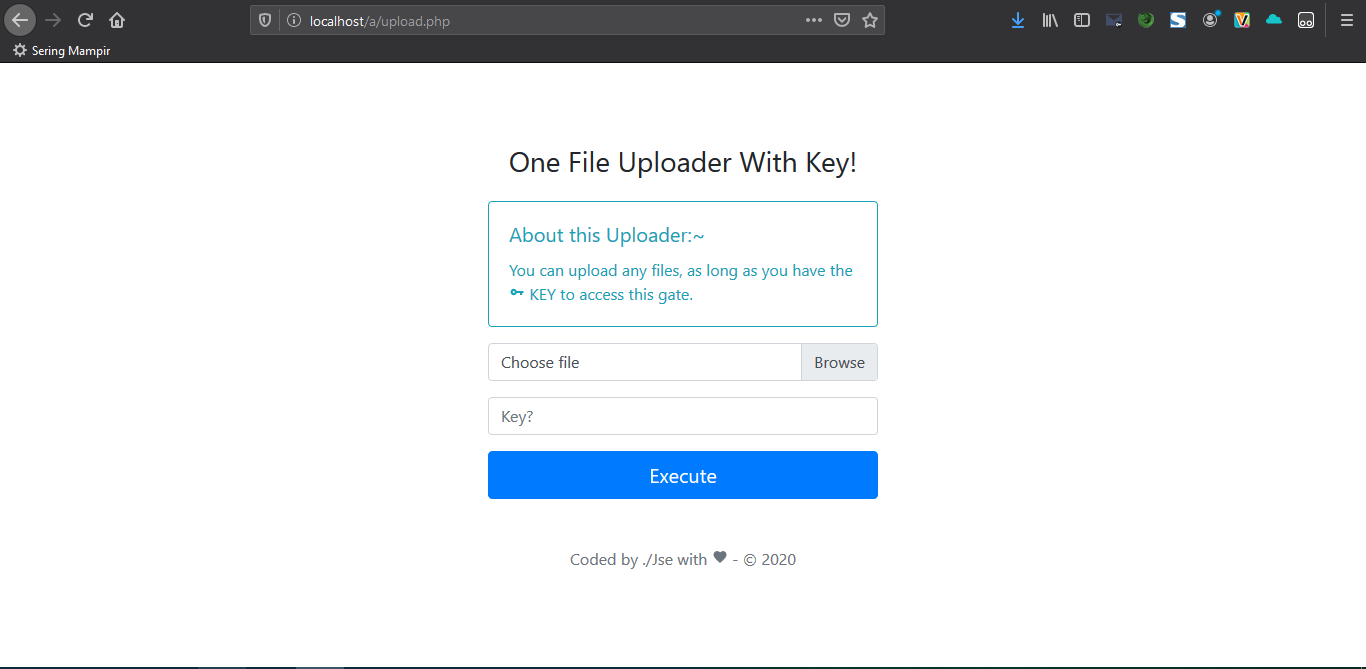 localhost/a/upload.php
Sering Mampir
One File Uploader With Key!
About this Uploader:~
You can upload any files, as long as you have the
KEY to access this gate.
Choose file Browse
Key?
Execute
Coded by ./Jse with ♥ - © 2020